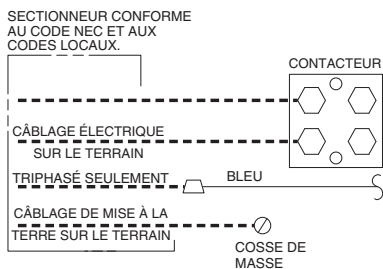 SECTIONNEUR CONFORME
AU CODE NEC ET AUX
CODES LOCAUX.
CONTACTEUR
CÂBLAGE ÉLECTRIQUE
SUR LE TERRAIN
TRIPHASÉ SEULEMENT
BLEU
CÂBLAGE DE MISE À LA
TERRE SUR LE TERRAIN
COSSE DE
MASSE